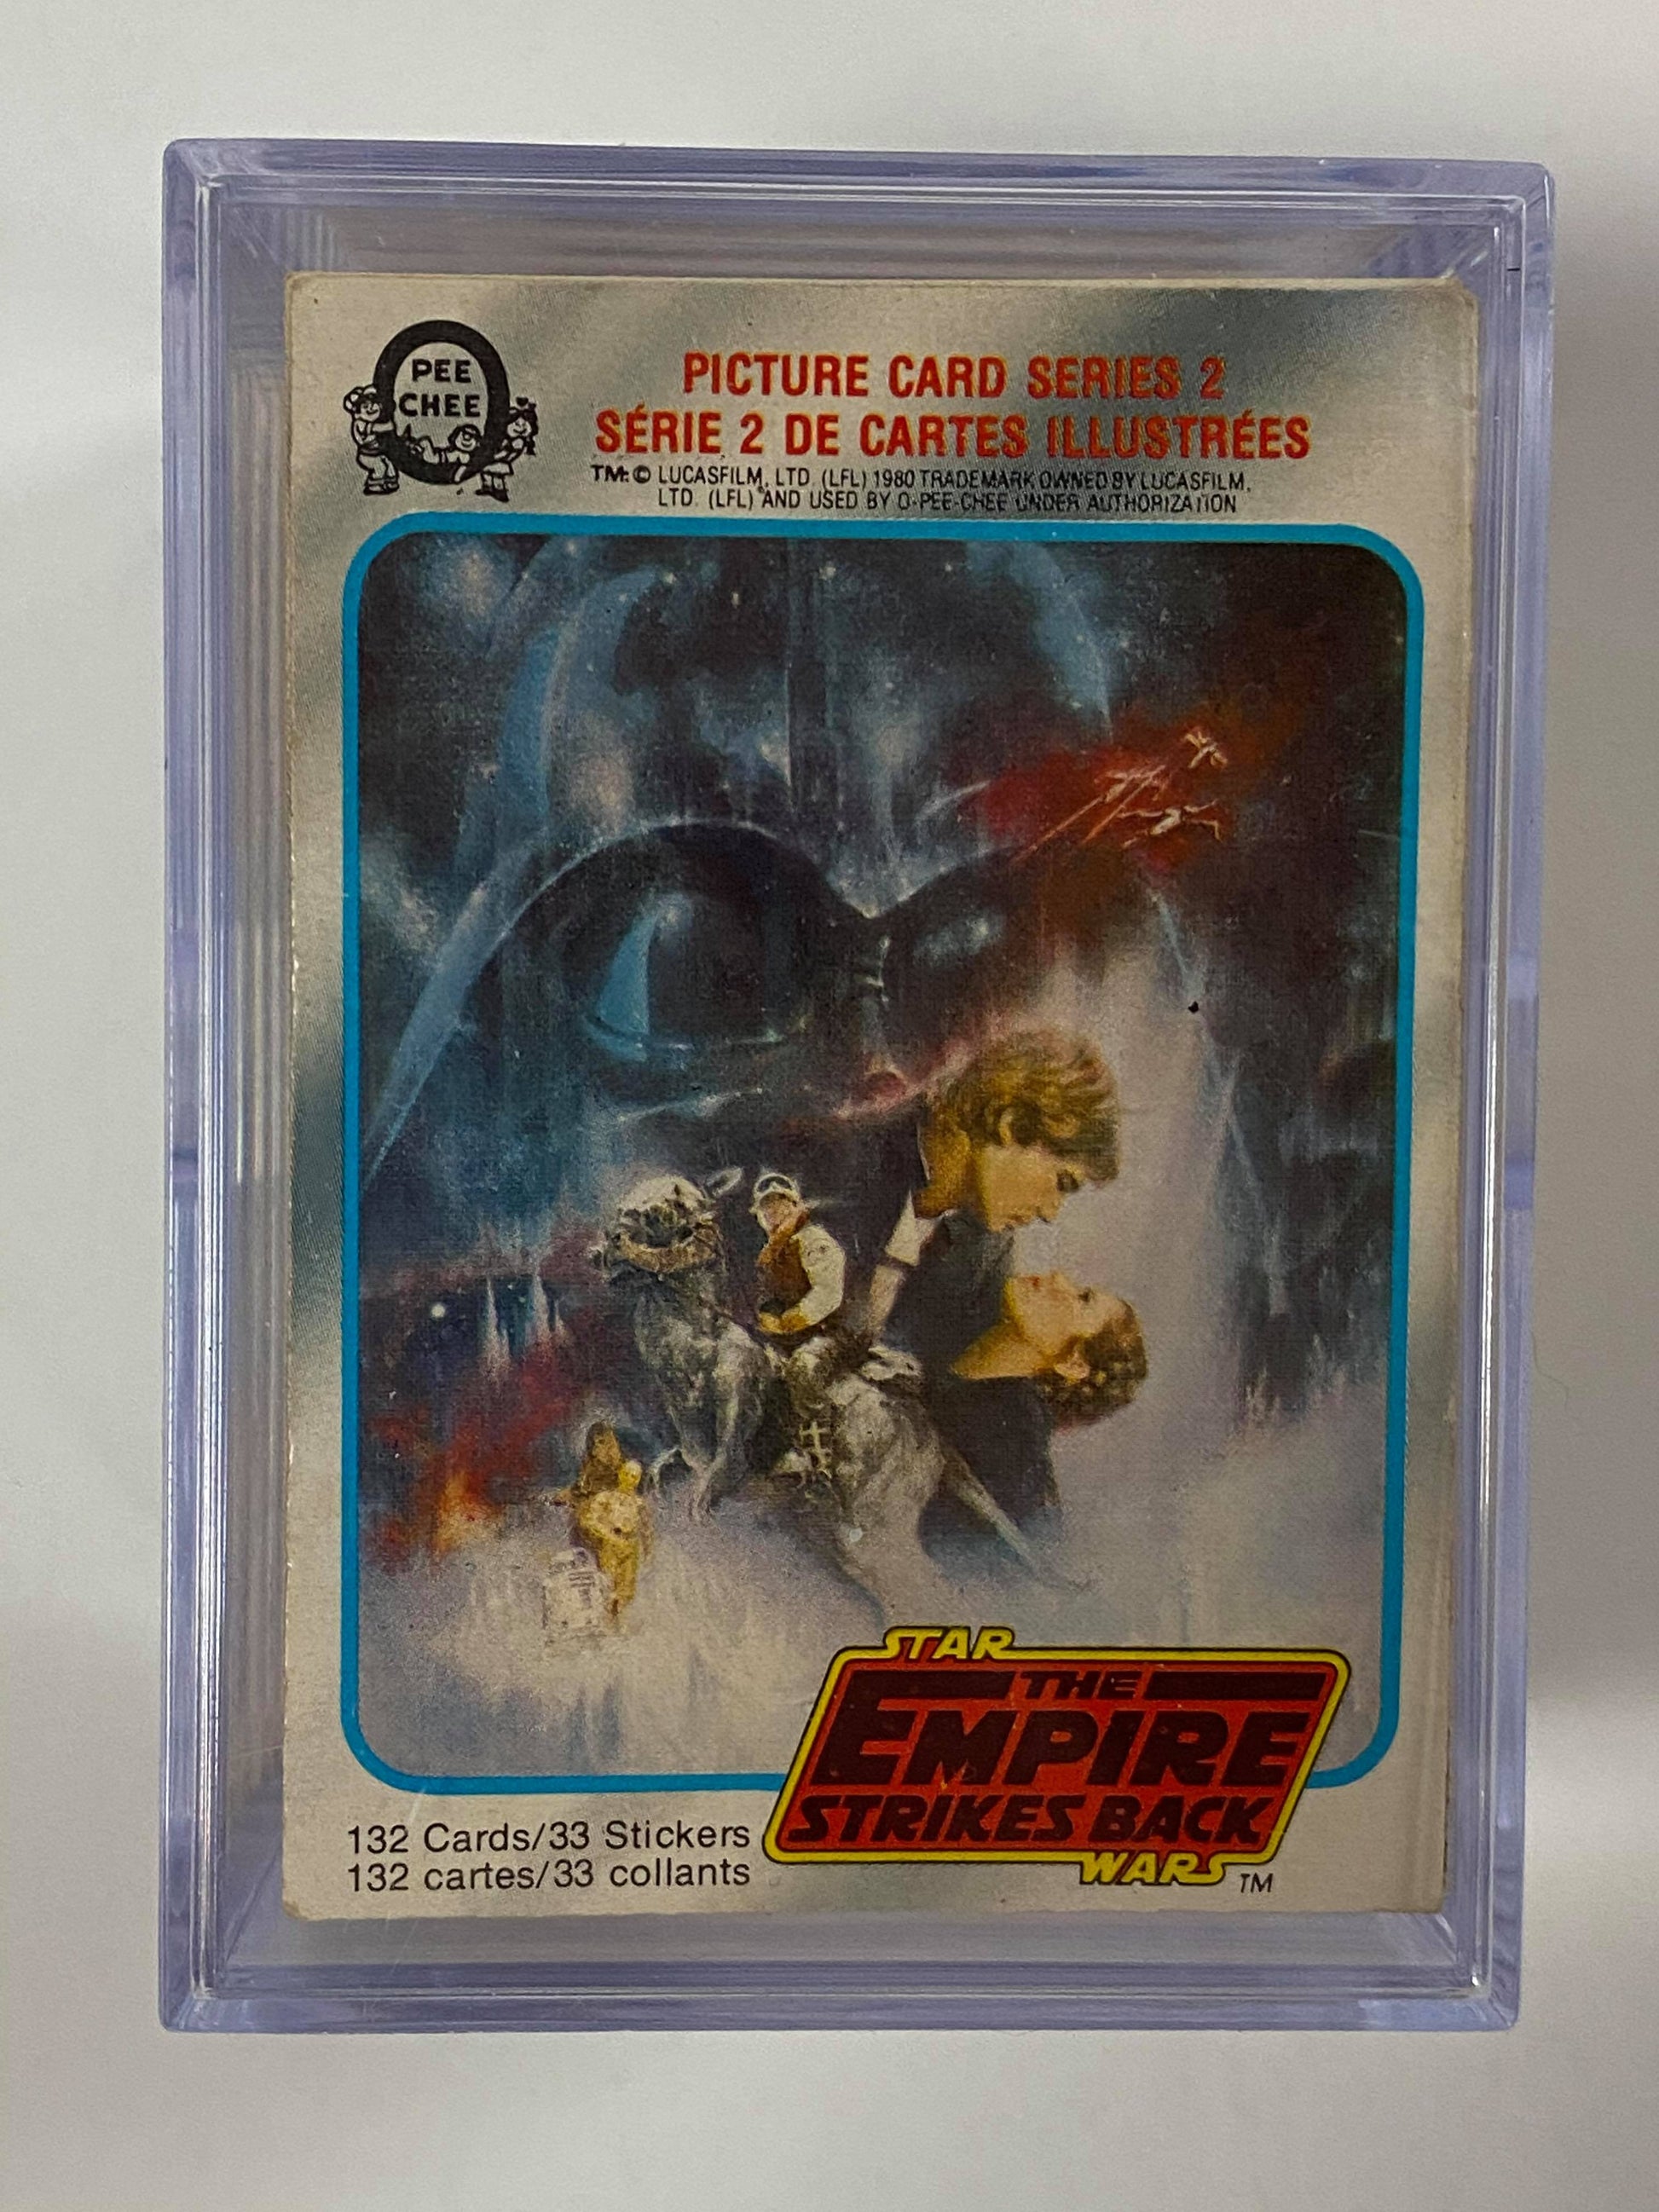 PEE
CHEE
PICTURE CARD SERIES 2
SÉRIE 2 DE CARTES ILLUSTRÉES
TM: © LUCASFILM, LTD. (LFL) 1980 TRADEMARK OWNED BY LUCASFILM,
LTD. (LFL) AND USED BY O-PEE-CHEE UNDER AUTHORIZATION
STAR
THE
EMPIRE
STRIKES BACK
WARS TM
132 Cards/33 Stickers
132 cartes/33 collants